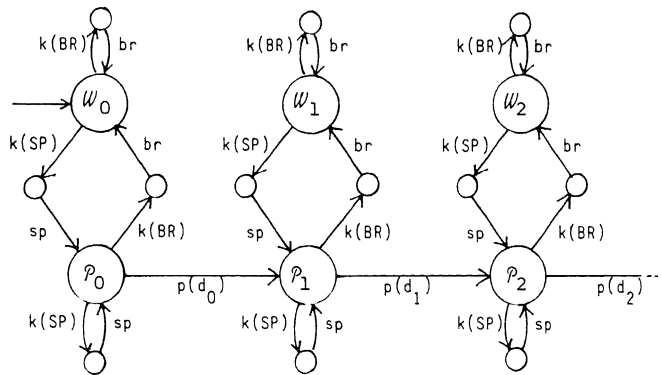 k(BR) br k(BR) br k(BR) br
𝒲0 𝒲1 𝒲2
k(SP) br k(SP) br k(SP) br
sp k(BR) sp k(BR) sp k(BR)
𝒫0 𝒫1 𝒫2
p(d0) p(d1) p(d2)
k(SP) sp k(SP) sp k(SP) sp